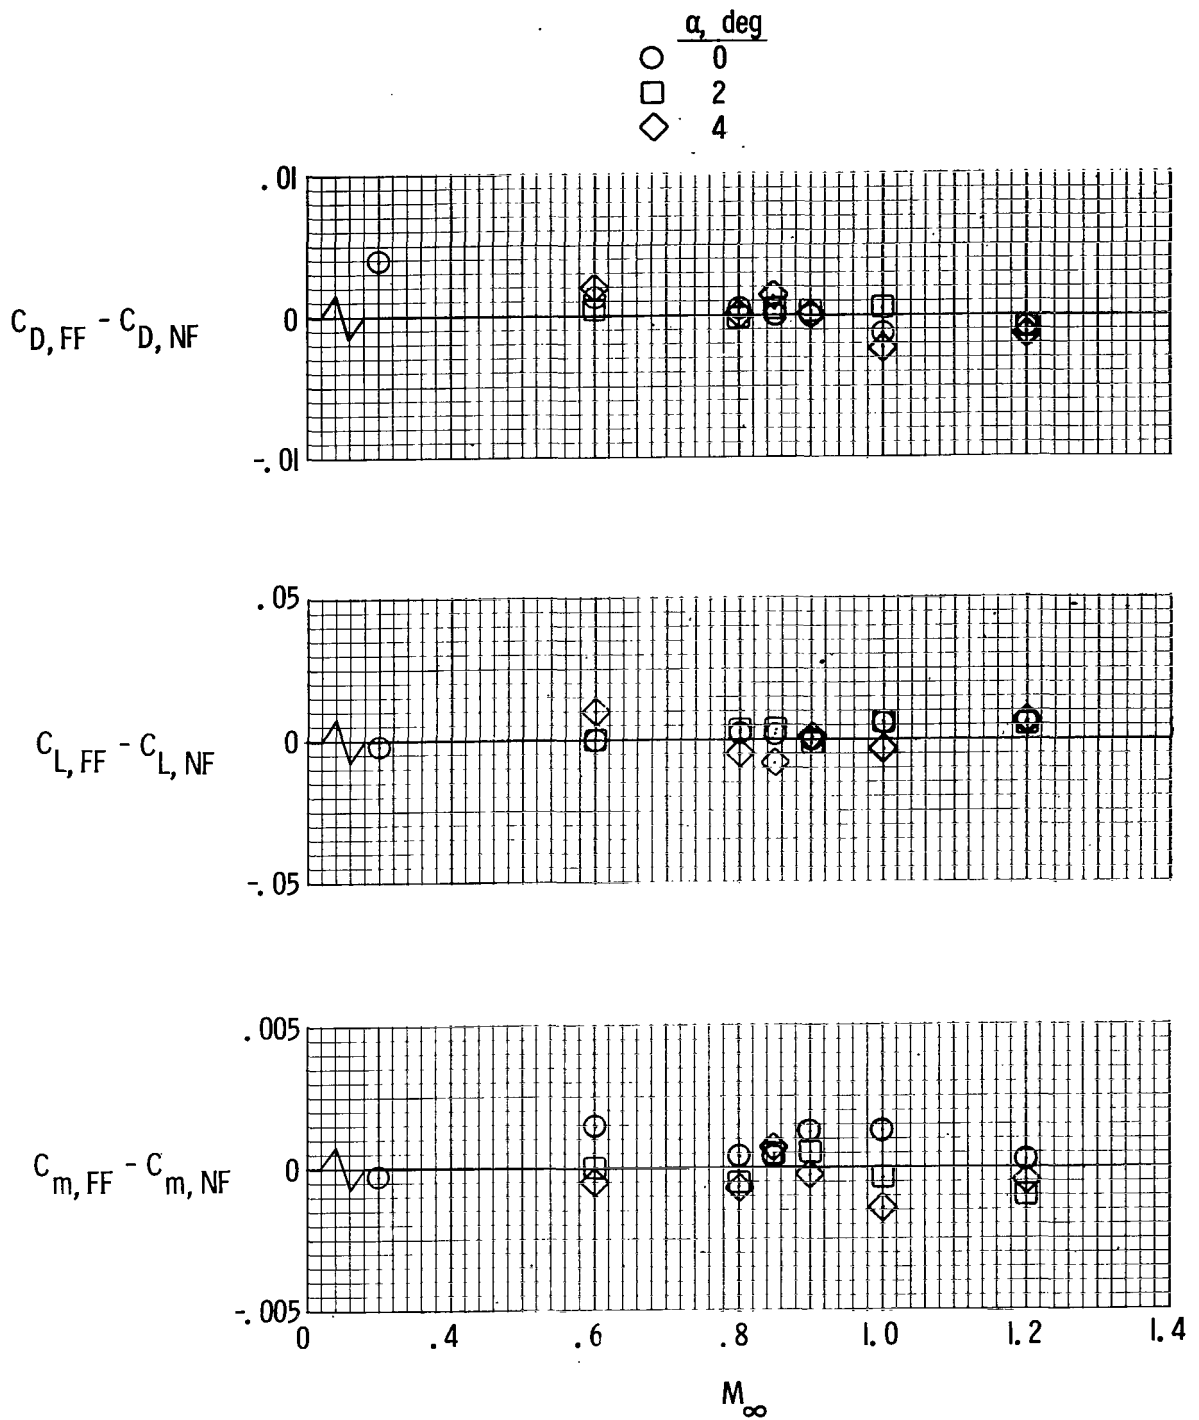 α, deg
0
2
4
.01
C_D, FF - C_D, NF
0
-.01
.05
C_L, FF - C_L, NF
0
-.05
.005
C_m, FF - C_m, NF
0
-.005
0 .4 .6 .8 1.0 1.2 1.4
M_∞